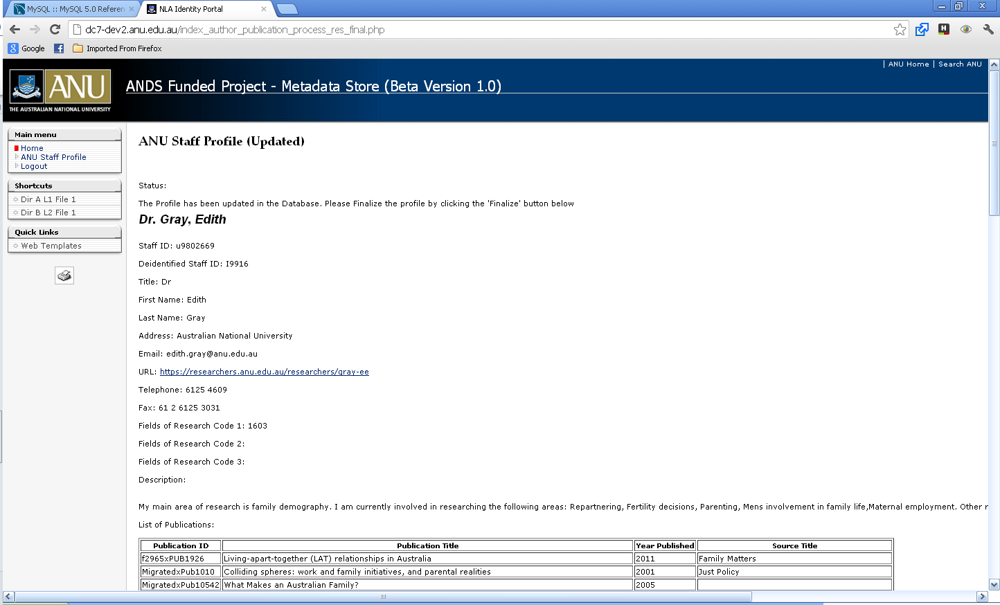 MySQL :: MySQL 5.0 Referen
NLA Identity Portal
dc7-dev2.anu.edu.au/index_author_publication_process_res_final.php
Google
Imported From Firefox
| ANU Home | Search ANU
ANU
THE AUSTRALIAN NATIONAL UNIVERSITY
ANDS Funded Project - Metadata Store (Beta Version 1.0)
Main menu
Home
ANU Staff Profile
Logout
Shortcuts
Dir A L1 File 1
Dir B L2 File 1
Quick Links
Web Templates
ANU Staff Profile (Updated)
Status:
The Profile has been updated in the Database. Please Finalize the profile by clicking the 'Finalize' button below
Dr. Gray, Edith
Staff ID: u9802669
Deidentified Staff ID: I9916
Title: Dr
First Name: Edith
Last Name: Gray
Address: Australian National University
Email: edith.gray@anu.edu.au
URL: https://researchers.anu.edu.au/researchers/gray-ee
Telephone: 6125 4609
Fax: 61 2 6125 3031
Fields of Research Code 1: 1603
Fields of Research Code 2:
Fields of Research Code 3:
Description:
My main area of research is family demography. I am currently involved in researching the following areas: Repartnering, Fertility decisions, Parenting, Mens involvement in family life,Maternal employment. Other r
List of Publications:
Publication ID Publication Title Year Published Source Title
f2965xPUB1926 Living-apart-together (LAT) relationships in Australia 2011 Family Matters
MigratedxPub1010 Colliding spheres: work and family initiatives, and parental realities 2001 Just Policy
MigratedxPub10542 What Makes an Australian Family? 2005